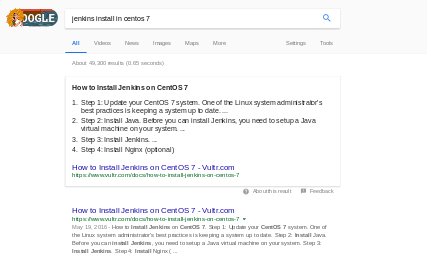 OOGLE
jenkins install in centos 7
All Videos News Images Maps More Settings Tools
About 49,300 results (0.65 seconds)
How to Install Jenkins on CentOS 7
1. Step 1: Update your CentOS 7 system. One of the Linux system administrator's
best practices is keeping a system up to date. ...
2. Step 2: Install Java. Before you can install Jenkins, you need to setup a Java
virtual machine on your system. ...
3. Step 3: Install Jenkins. ...
4. Step 4: Install Nginx (optional)
How to Install Jenkins on CentOS 7 - Vultr.com
https://www.vultr.com/docs/how-to-install-jenkins-on-centos-7
About this result Feedback
How to Install Jenkins on CentOS 7 - Vultr.com
https://www.vultr.com/docs/how-to-install-jenkins-on-centos-7
May 19, 2016 - How to Install Jenkins on CentOS 7. Step 1: Update your CentOS 7 system. One of
the Linux system administrator's best practices is keeping a system up to date. Step 2: Install Java.
Before you can install Jenkins, you need to setup a Java virtual machine on your system. Step 3:
Install Jenkins. Step 4: Install Nginx ( ...